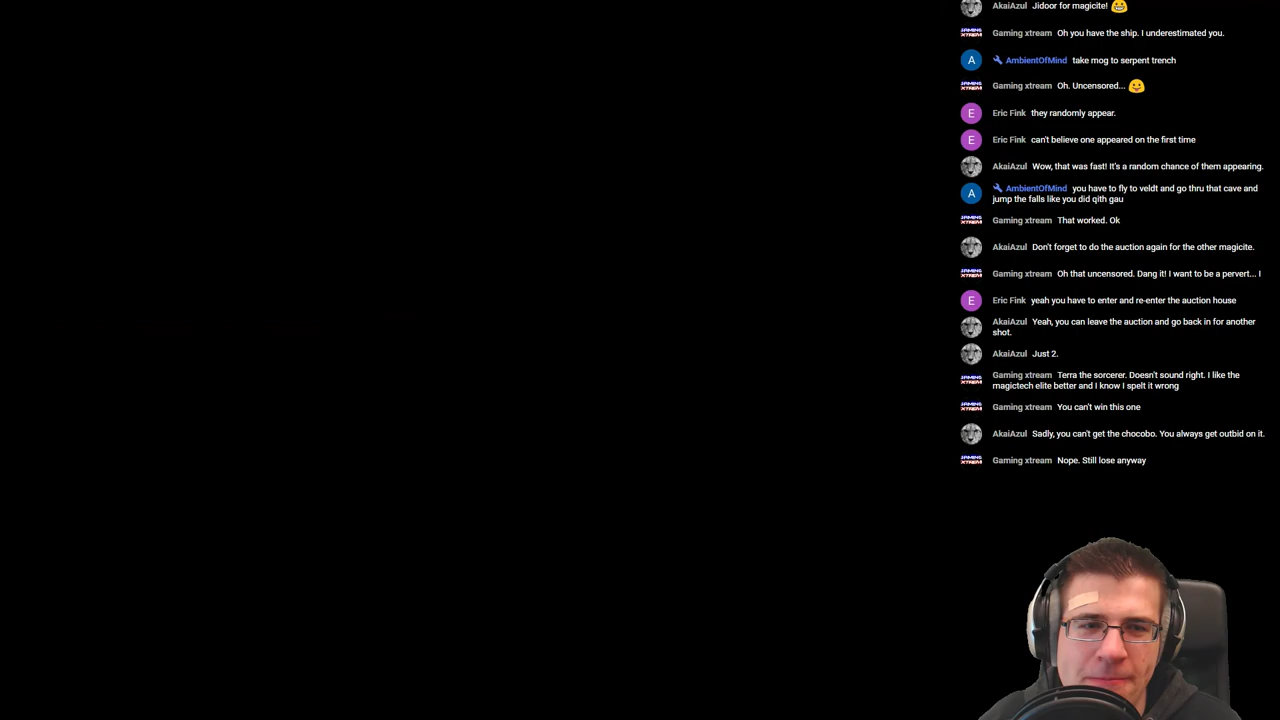 AkaiAzul Jidoor for magicite!
Gaming xtream Oh you have the ship. I underestimated you.
A AmbientOfMind take mog to serpent trench
Gaming xtream Oh. Uncensored...
E Eric Fink they randomly appear.
E Eric Fink can't believe one appeared on the first time
AkaiAzul Wow, that was fast! It's a random chance of them appearing.
A AmbientOfMind you have to fly to veldt and go thru that cave and
jump the falls like you did qith gau
Gaming xtream That worked. Ok
AkaiAzul Don't forget to do the auction again for the other magicite.
Gaming xtream Oh that uncensored. Dang it! I want to be a pervert... I
E Eric Fink yeah you have to enter and re-enter the auction house
AkaiAzul Yeah, you can leave the auction and go back in for another
shot.
AkaiAzul Just 2.
Gaming xtream Terra the sorcerer. Doesn't sound right. I like the
magictech elite better and I know I spelt it wrong
Gaming xtream You can't win this one
AkaiAzul Sadly, you can't get the chocobo. You always get outbid on it.
Gaming xtream Nope. Still lose anyway